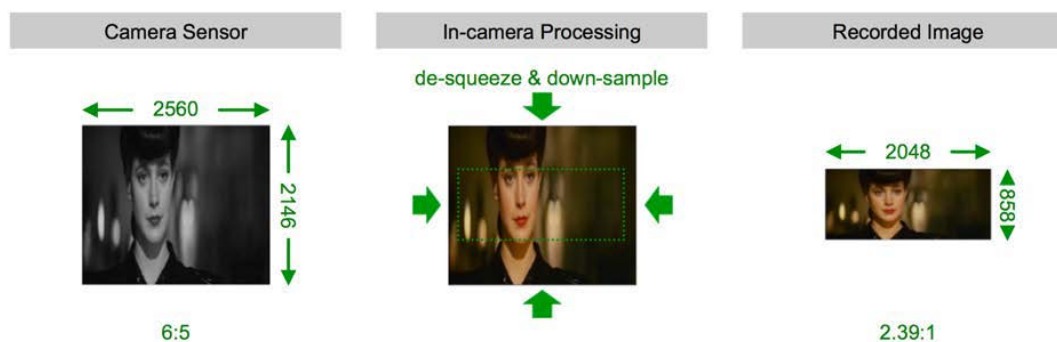 Camera Sensor
In-camera Processing
Recorded Image
de-squeeze & down-sample
2560
2146
2048
858
6:5
2.39:1